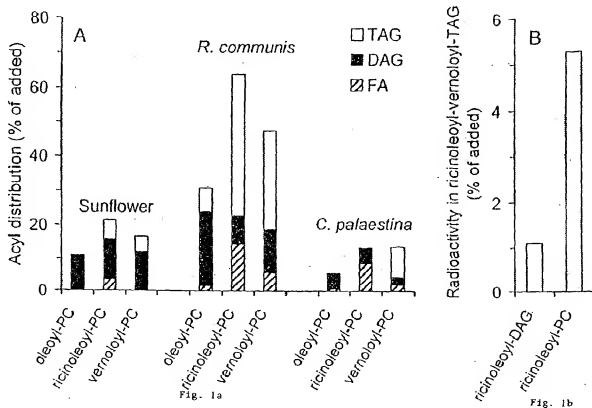 A
R. communis
TAG
DAG
FA
80
60
40
20
0
Acyl distribution (% of added)
Sunflower
C. palaestina
oleoyl-PC
ricinoleoyl-PC
vernoloyl-PC
oleoyl-PC
ricinoleoyl-PC
vernoloyl-PC
oleoyl-PC
ricinoleoyl-PC
vernoloyl-PC
Fig. 1a
B
6
4
2
0
Radioactivity in ricinoleoyl-vernoloyl-TAG
(% of added)
ricinoleoyl-DAG
ricinoleoyl-PC
Fig. 1b